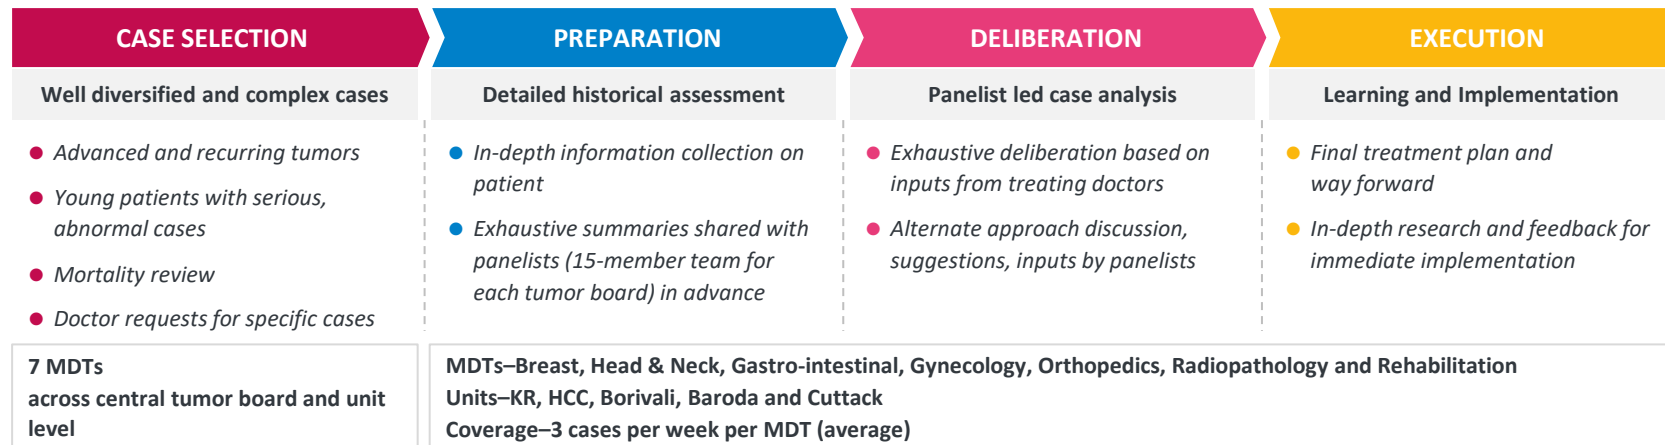 CASE SELECTION
PREPARATION
DELIBERATION
EXECUTION
Well diversified and complex cases
Detailed historical assessment
Panelist led case analysis
Learning and Implementation
Advanced and recurring tumors
Young patients with serious,
abnormal cases
Mortality review
Doctor requests for specific cases
In-depth information collection on
patient
Exhaustive summaries shared with
panelists (15-member team for
each tumor board) in advance
Exhaustive deliberation based on
inputs from treating doctors
Alternate approach discussion,
suggestions, inputs by panelists
Final treatment plan and
way forward
In-depth research and feedback for
immediate implementation
7 MDTs
across central tumor board and unit
level
MDTs–Breast, Head & Neck, Gastro-intestinal, Gynecology, Orthopedics, Radiopathology and Rehabilitation
Units–KR, HCC, Borivali, Baroda and Cuttack
Coverage–3 cases per week per MDT (average)